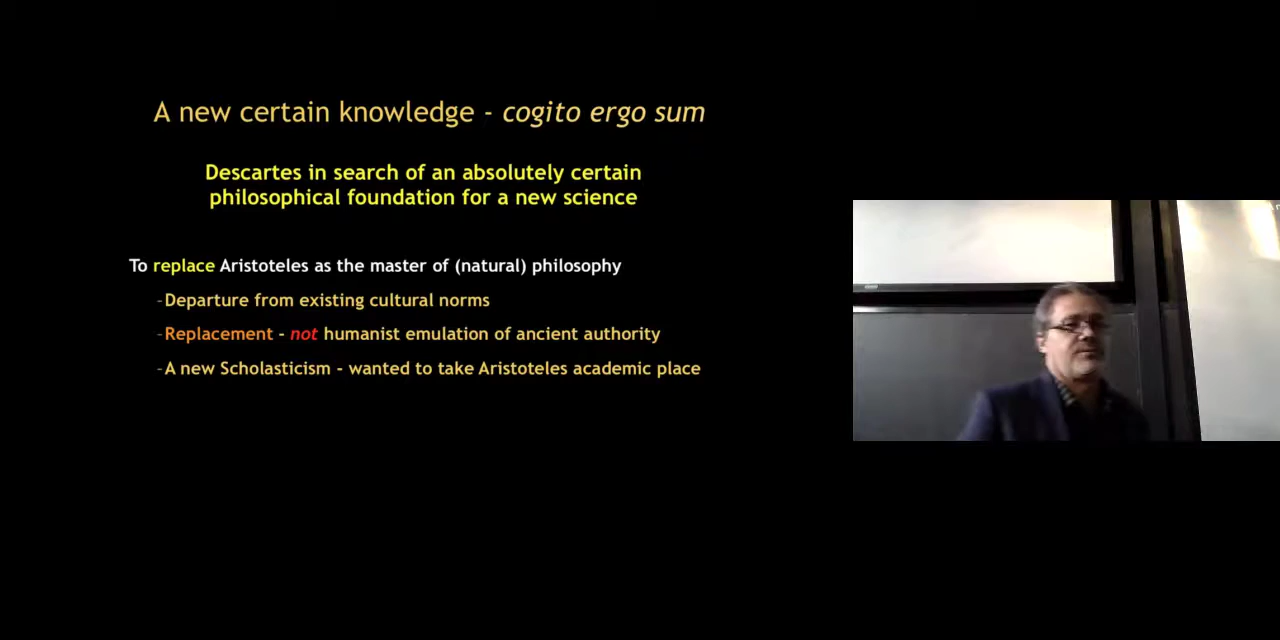 A new certain knowledge - cogito ergo sum
Descartes in search of an absolutely certain
philosophical foundation for a new science
To replace Aristoteles as the master of (natural) philosophy
-Departure from existing cultural norms
-Replacement - not humanist emulation of ancient authority
-A new Scholasticism - wanted to take Aristoteles academic place